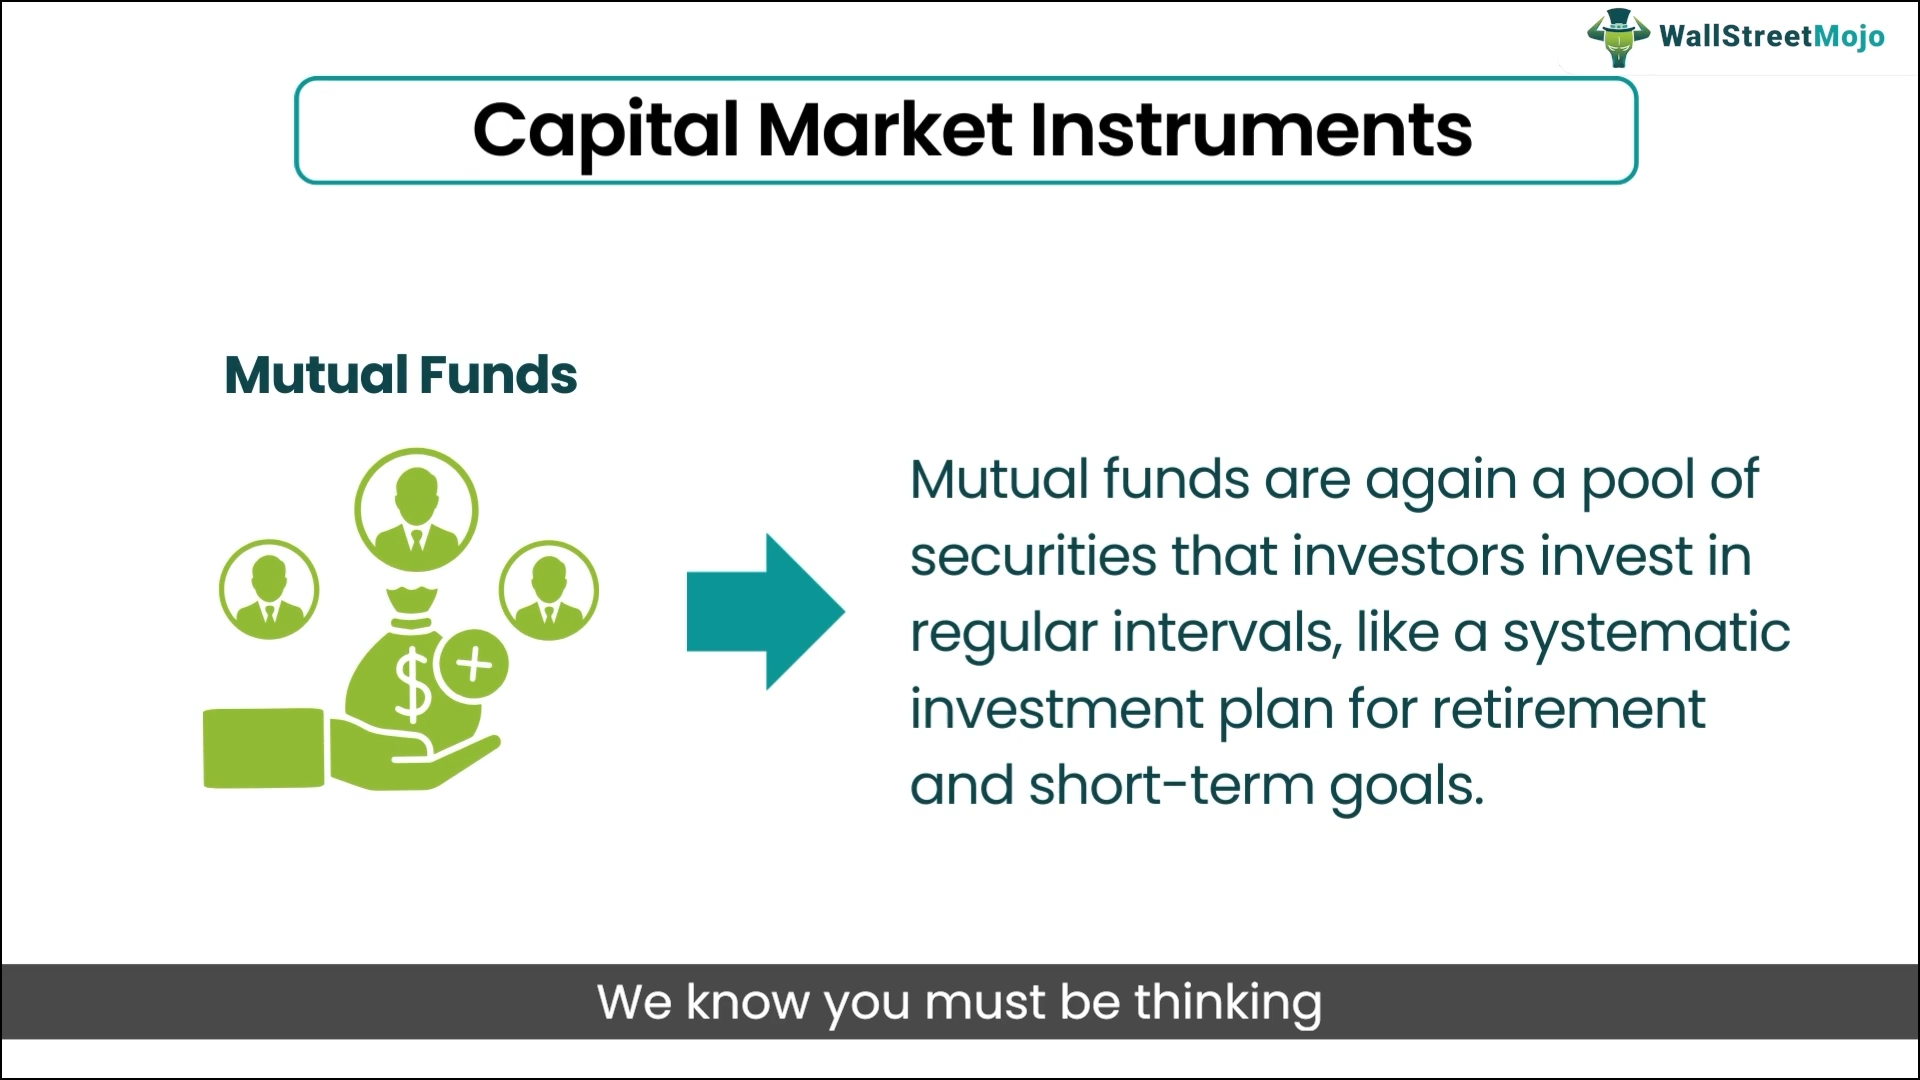 WallStreetMojo
Capital Market Instruments
Mutual Funds
$
+
Mutual funds are again a pool of
securities that investors invest in
regular intervals, like a systematic
investment plan for retirement
and short-term goals.
We know you must be thinking